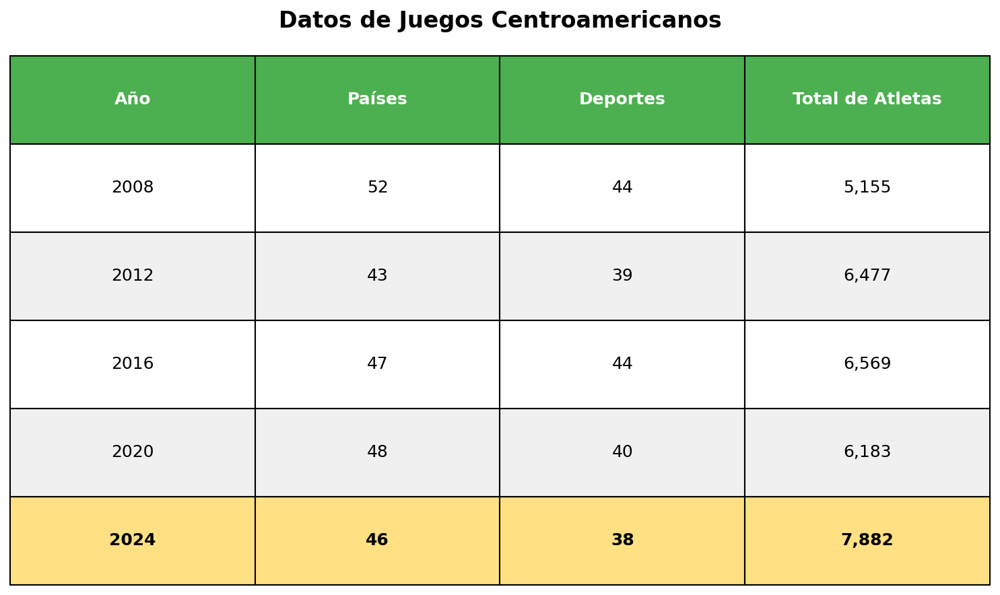 Datos de Juegos Centroamericanos
Año Países Deportes Total de Atletas
2008 52 44 5,155
2012 43 39 6,477
2016 47 44 6,569
2020 48 40 6,183
2024 46 38 7,882